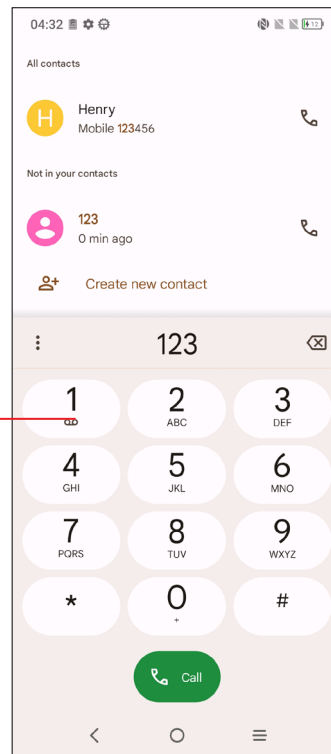 04:32 12
All contacts
H
Henry
Mobile 123456
Not in your contacts
123
0 min ago
Create new contact
123
1 2 3
ABC DEF
4 5 6
GHI JKL MNO
7 8 9
PQRS TUV WXYZ
* 0 #
+
Call